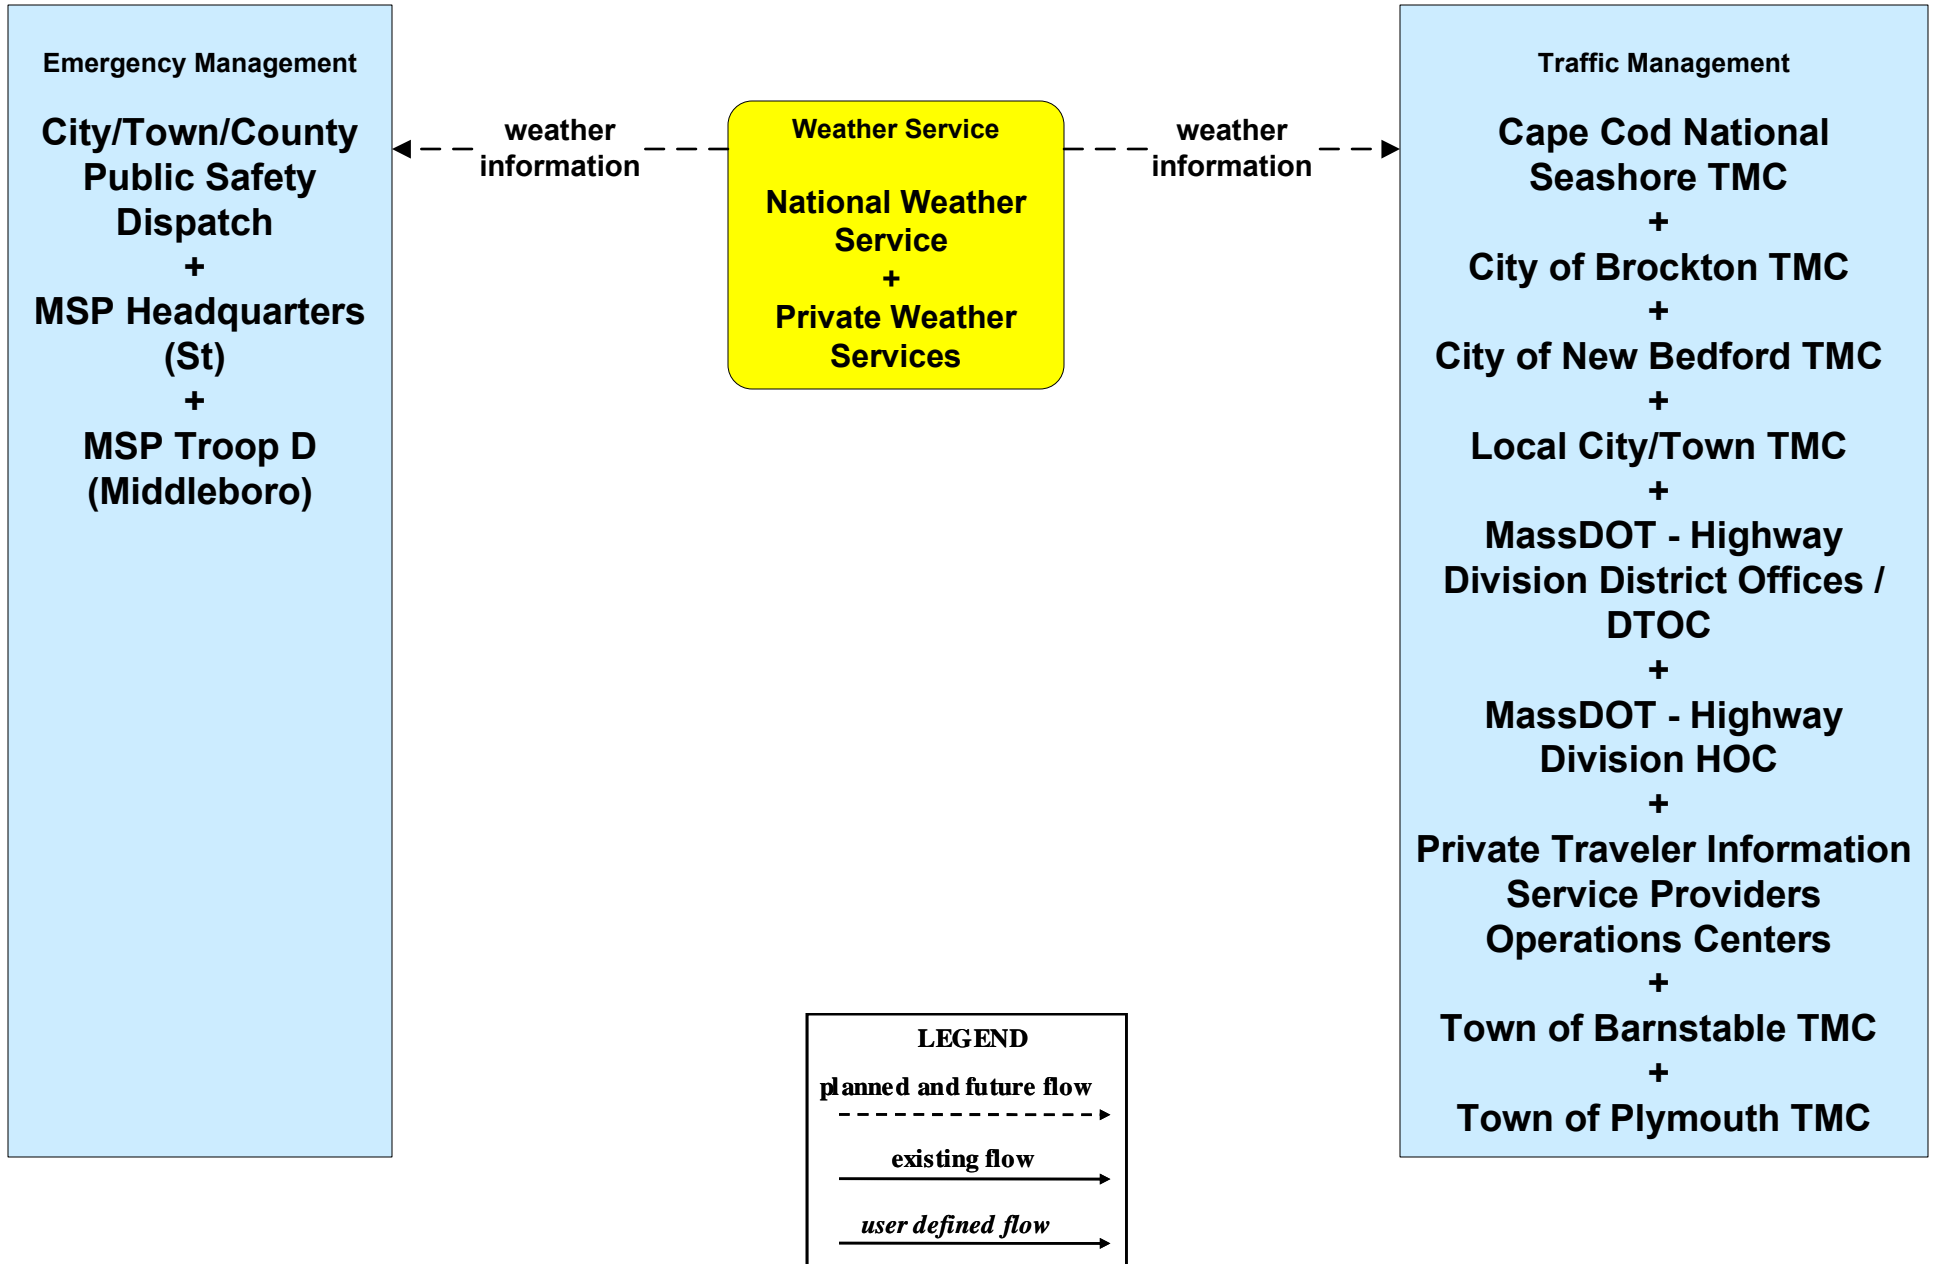 Emergency Management
City/Town/County
Public Safety
Dispatch
+
MSP Headquarters
(St)
+
MSP Troop D
(Middleboro)
weather
information
Weather Service
National Weather
Service
+
Private Weather
Services
weather
information
Traffic Management
Cape Cod National
Seashore TMC
+
City of Brockton TMC
+
City of New Bedford TMC
+
Local City/Town TMC
+
MassDOT - Highway
Division District Offices /
DTOC
+
MassDOT - Highway
Division HOC
+
Private Traveler Information
Service Providers
Operations Centers
+
Town of Barnstable TMC
+
Town of Plymouth TMC
LEGEND
planned and future flow
existing flow
user defined flow